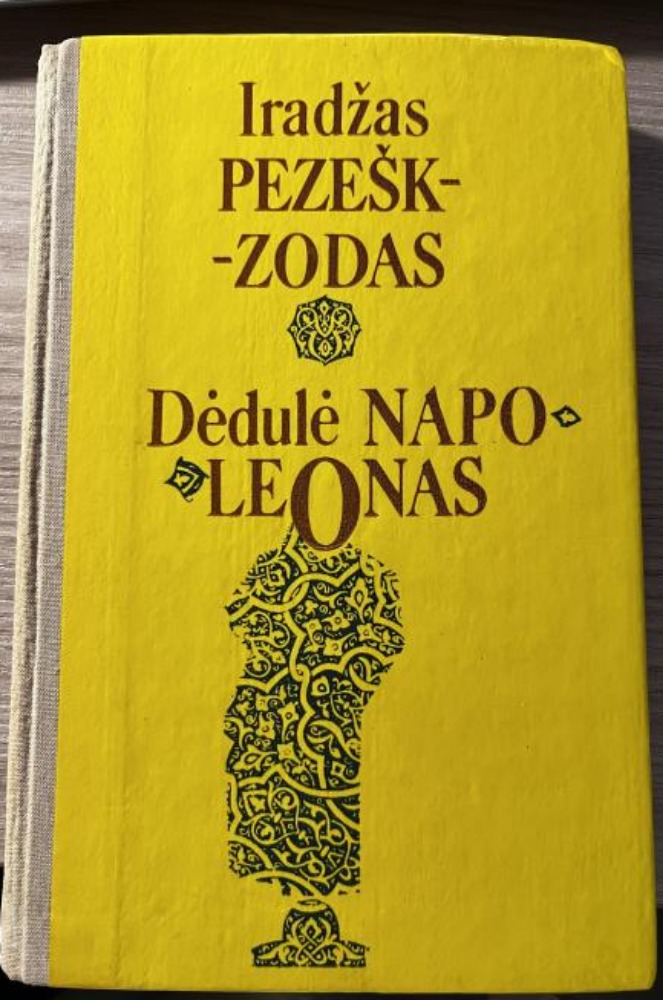 Iradžas
PEZEŠK-
-ZODAS
Dėdulė NAPO
LEONAS